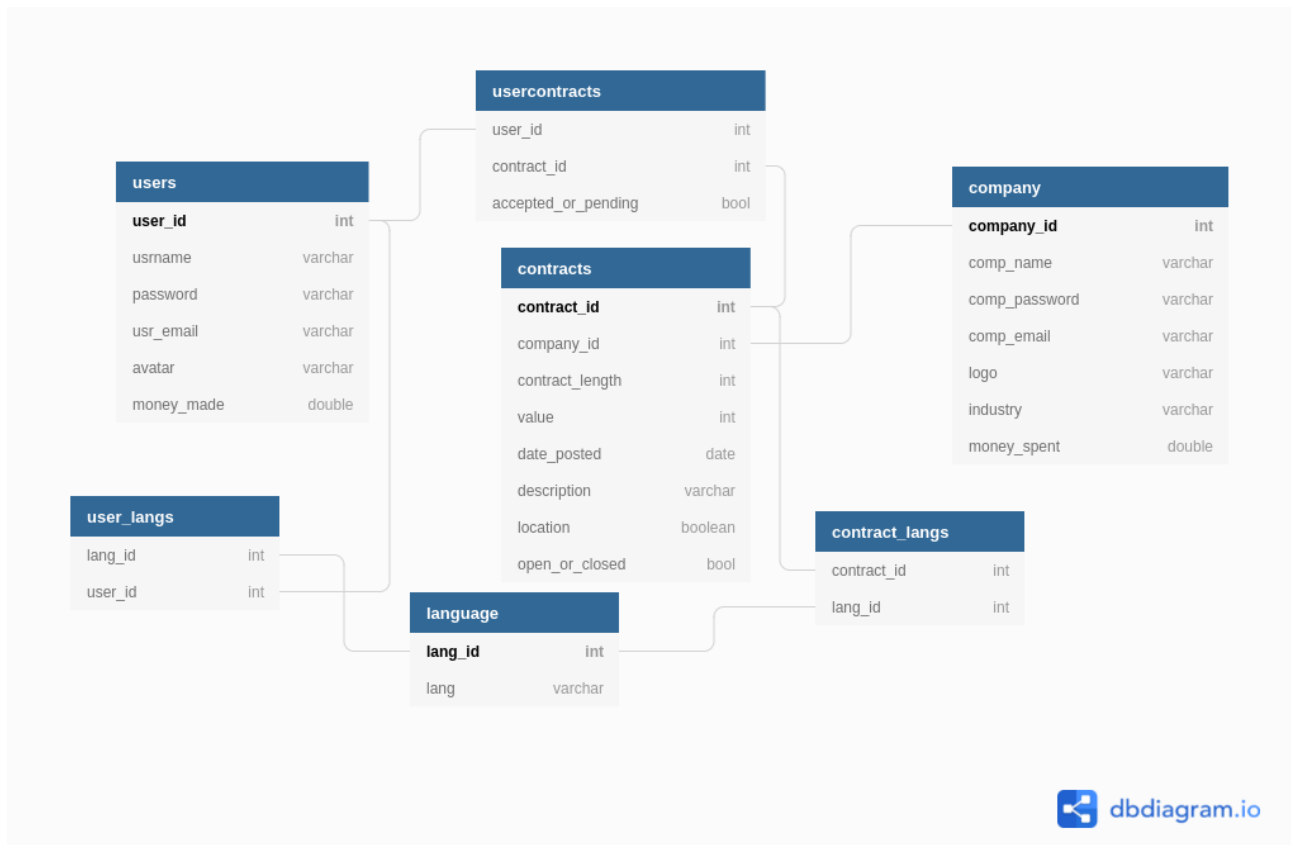 usercontracts
user_id int
contract_id int
accepted_or_pending bool
users
user_id int
usrname varchar
password varchar
usr_email varchar
avatar varchar
money_made double
company
company_id int
comp_name varchar
comp_password varchar
comp_email varchar
logo varchar
industry varchar
money_spent double
contracts
contract_id int
company_id int
contract_length int
value int
date_posted date
description varchar
location boolean
open_or_closed bool
user_langs
lang_id int
user_id int
contract_langs
contract_id int
lang_id int
language
lang_id int
lang varchar
dbdiagram.io